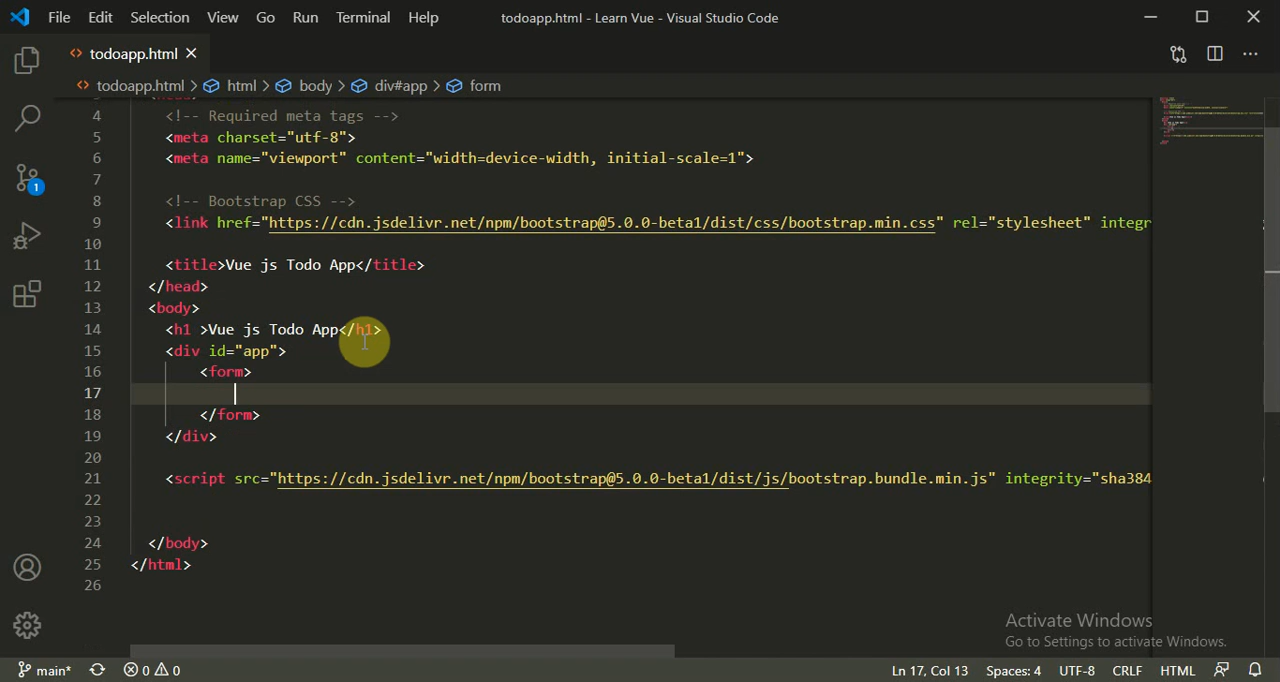 File Edit Selection View Go Run Terminal Help todoapp.html - Learn Vue - Visual Studio Code
todoapp.html
todoapp.html > html > body > div#app > form
4 <!-- Required meta tags -->
5 <meta charset="utf-8">
6 <meta name="viewport" content="width=device-width, initial-scale=1">
7
8 <!-- Bootstrap CSS -->
9 <link href="https://cdn.jsdelivr.net/npm/bootstrap@5.0.0-beta1/dist/css/bootstrap.min.css" rel="stylesheet" integr
10
11 <title>Vue js Todo App</title>
12 </head>
13 <body>
14 <h1 >Vue js Todo App</h1>
15 <div id="app">
16 <form>
17
18 </form>
19 </div>
20
21 <script src="https://cdn.jsdelivr.net/npm/bootstrap@5.0.0-beta1/dist/js/bootstrap.bundle.min.js" integrity="sha384
22
23
24 </body>
25 </html>
26
1
Activate Windows
Go to Settings to activate Windows.
main* 0 0 Ln 17, Col 13 Spaces: 4 UTF-8 CRLF HTML